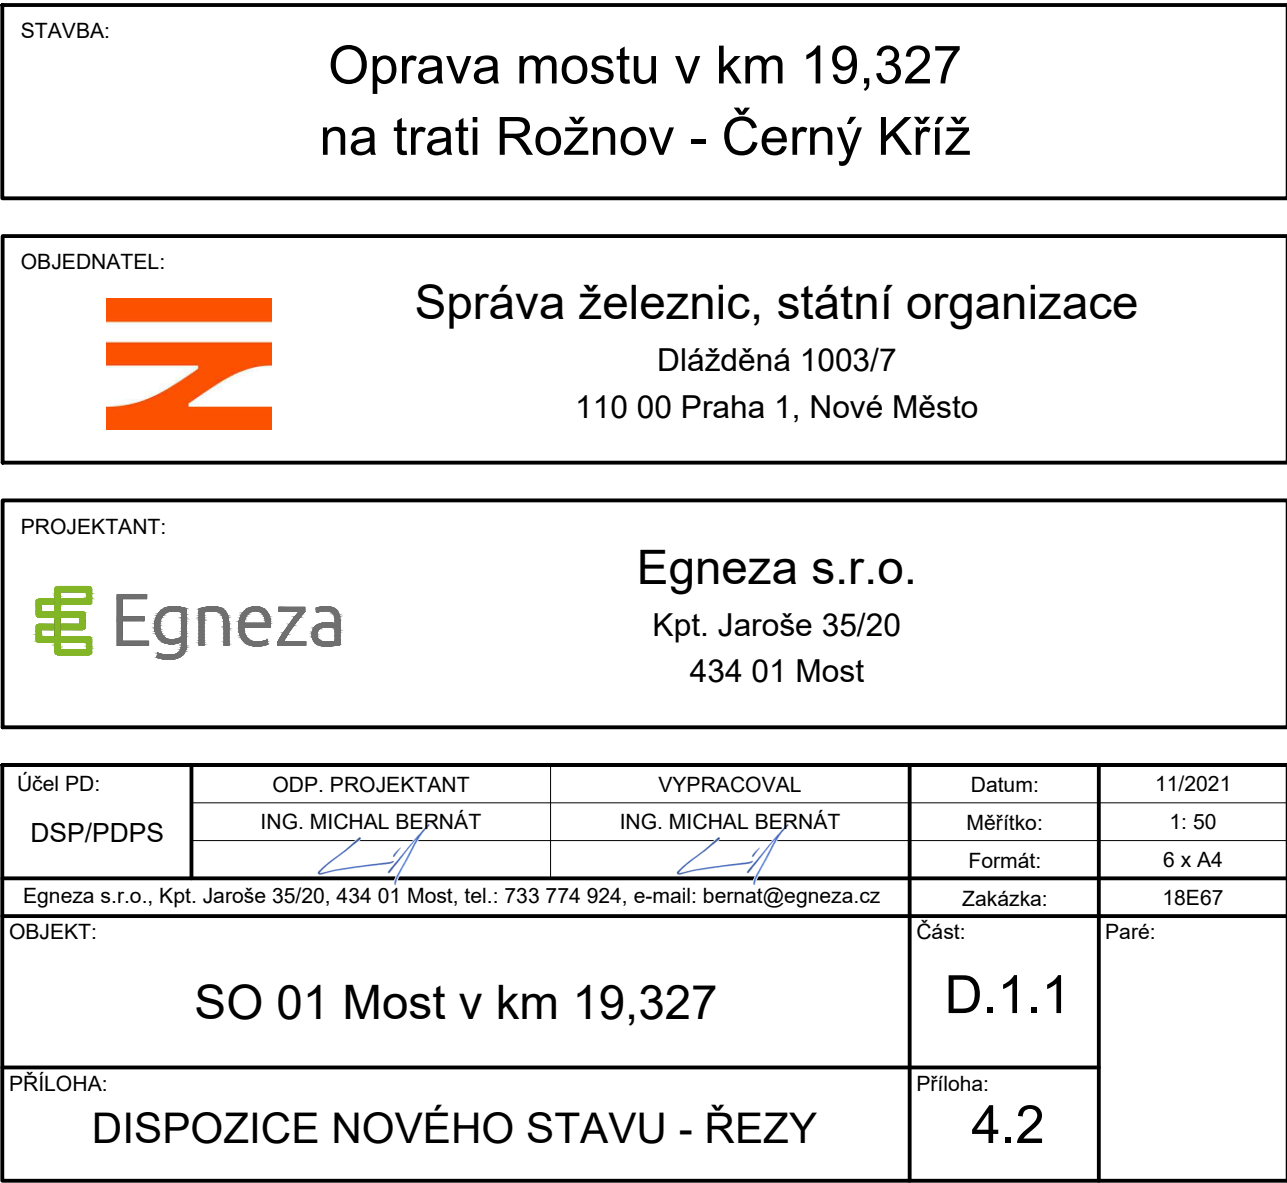 STAVBA:
Oprava mostu v km 19,327
na trati Rožnov - Černý Kříž
OBJEDNATEL:
Správa železnic, státní organizace
Dlážděná 1003/7
110 00 Praha 1, Nové Město
PROJEKTANT:
Egneza
Egneza s.r.o.
Kpt. Jaroše 35/20
434 01 Most
Účel PD:
DSP/PDPS
ODP. PROJEKTANT
VYPRACOVAL
Datum:
11/2021
ING. MICHAL BERNÁT
ING. MICHAL BERNÁT
Měřítko:
1: 50
Formát:
6 x A4
Egneza s.r.o., Kpt. Jaroše 35/20, 434 01 Most, tel.: 733 774 924, e-mail: bernat@egneza.cz
Zakázka:
18E67
OBJEKT:
SO 01 Most v km 19,327
Část:
D.1.1
Paré:
PŘÍLOHA:
DISPOZICE NOVÉHO STAVU - ŘEZY
Příloha:
4.2